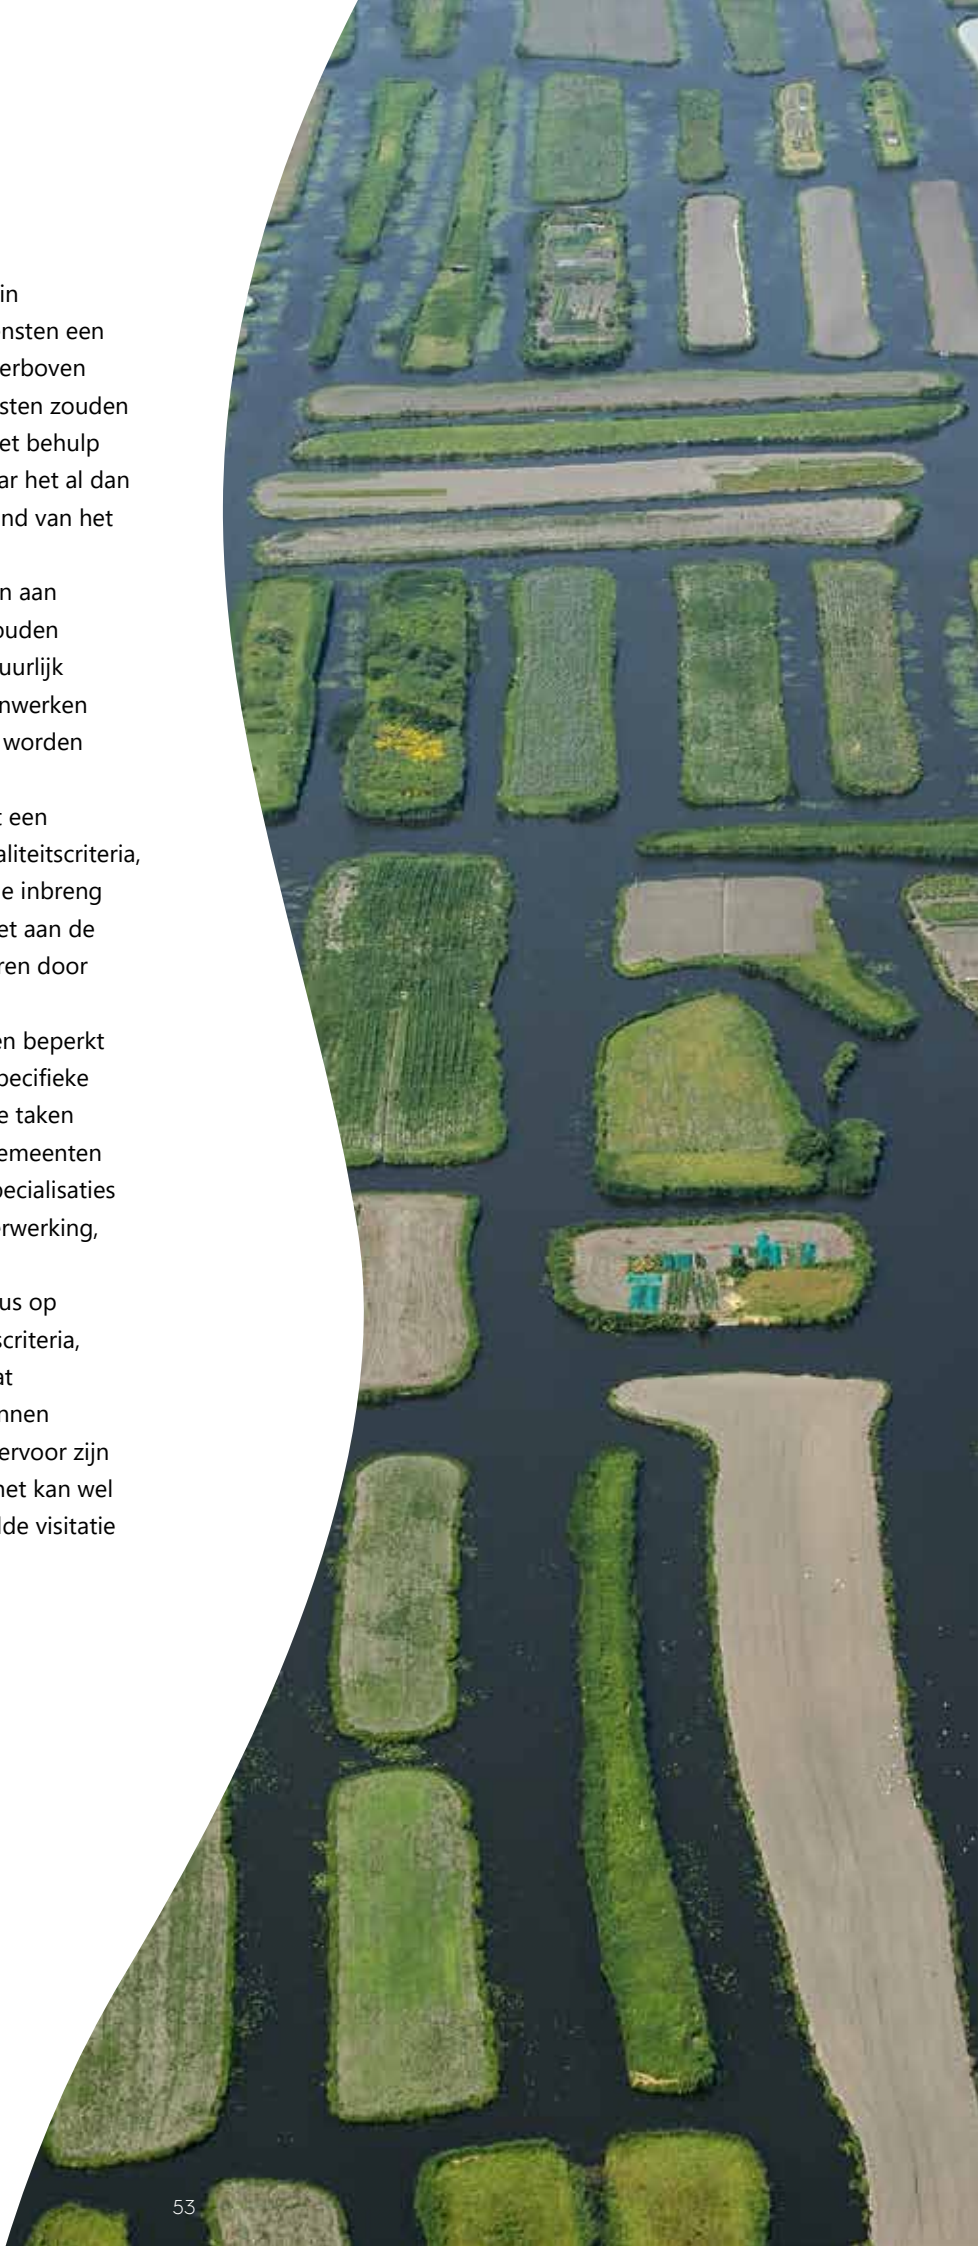 in
nsten een
erboven
sten zouden
et behulp
ar het al dan
nd van het
n aan
ouden
uurlijk
nwerken
worden
een
aliteitscriteria,
e inbreng
et aan de
ren door
en beperkt
pecifieke
e taken
emeenten
pecialisaties
erwerking,
us op
scriteria,
at
nnen
ervoor zijn
het kan wel
lde visitatie
53